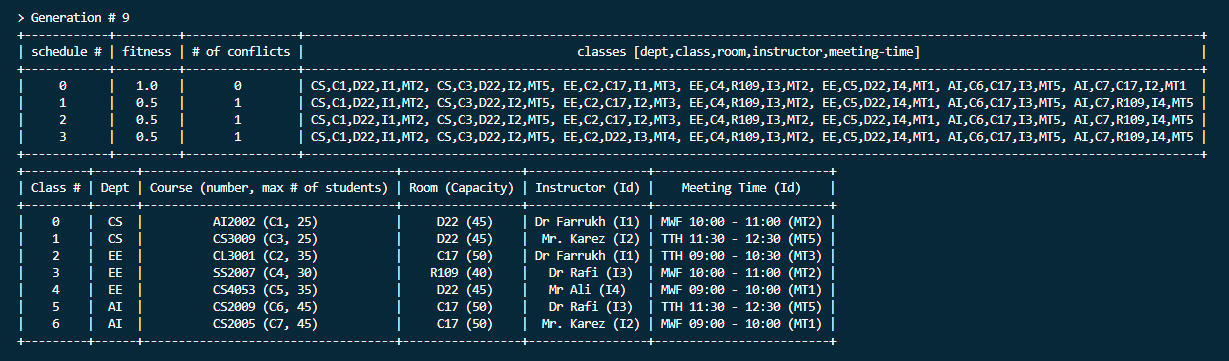 > Generation # 9
+------------+---------+----------------+--------------------------------------------------------------------------------------------------------------------------------+
| schedule # | fitness | # of conflicts | classes [dept,class,room,instructor,meeting-time] |
+------------+---------+----------------+--------------------------------------------------------------------------------------------------------------------------------+
| 0 | 1.0 | 0 | CS,C1,D22,I1,MT2, CS,C3,D22,I2,MT5, EE,C2,C17,I1,MT3, EE,C4,R109,I3,MT2, EE,C5,D22,I4,MT1, AI,C6,C17,I3,MT5, AI,C7,C17,I2,MT1 |
| 1 | 0.5 | 1 | CS,C1,D22,I1,MT2, CS,C3,D22,I2,MT5, EE,C2,C17,I1,MT3, EE,C4,R109,I3,MT2, EE,C5,D22,I4,MT1, AI,C6,C17,I3,MT5, AI,C7,R109,I4,MT5 |
| 2 | 0.5 | 1 | CS,C1,D22,I1,MT2, CS,C3,D22,I2,MT5, EE,C2,C17,I1,MT3, EE,C4,R109,I3,MT2, EE,C5,D22,I4,MT1, AI,C6,C17,I3,MT5, AI,C7,R109,I4,MT5 |
| 3 | 0.5 | 1 | CS,C1,D22,I1,MT2, CS,C3,D22,I2,MT5, EE,C2,D22,I3,MT4, EE,C4,R109,I3,MT2, EE,C5,D22,I4,MT1, AI,C6,C17,I3,MT5, AI,C7,R109,I4,MT5 |
+------------+---------+----------------+--------------------------------------------------------------------------------------------------------------------------------+
+---------+------+-----------------------------------+-----------------+-----------------+-------------------------+
| Class # | Dept | Course (number, max # of students) | Room (Capacity) | Instructor (Id) | Meeting Time (Id) |
+---------+------+-----------------------------------+-----------------+-----------------+-------------------------+
| 0 | CS | AI2002 (C1, 25) | D22 (45) | Dr Farrukh (I1) | MWF 10:00 - 11:00 (MT2) |
| 1 | CS | CS3009 (C3, 25) | D22 (45) | Mr. Karez (I2) | TTH 11:30 - 12:30 (MT5) |
| 2 | EE | CL3001 (C2, 35) | C17 (50) | Dr Farrukh (I1) | TTH 09:00 - 10:30 (MT3) |
| 3 | EE | SS2007 (C4, 30) | R109 (40) | Dr Rafi (I3) | MWF 10:00 - 11:00 (MT2) |
| 4 | EE | CS4053 (C5, 35) | D22 (45) | Mr Ali (I4) | MWF 09:00 - 10:00 (MT1) |
| 5 | AI | CS2009 (C6, 45) | C17 (50) | Dr Rafi (I3) | TTH 11:30 - 12:30 (MT5) |
| 6 | AI | CS2005 (C7, 45) | C17 (50) | Mr. Karez (I2) | MWF 09:00 - 10:00 (MT1) |
+---------+------+-----------------------------------+-----------------+-----------------+-------------------------+